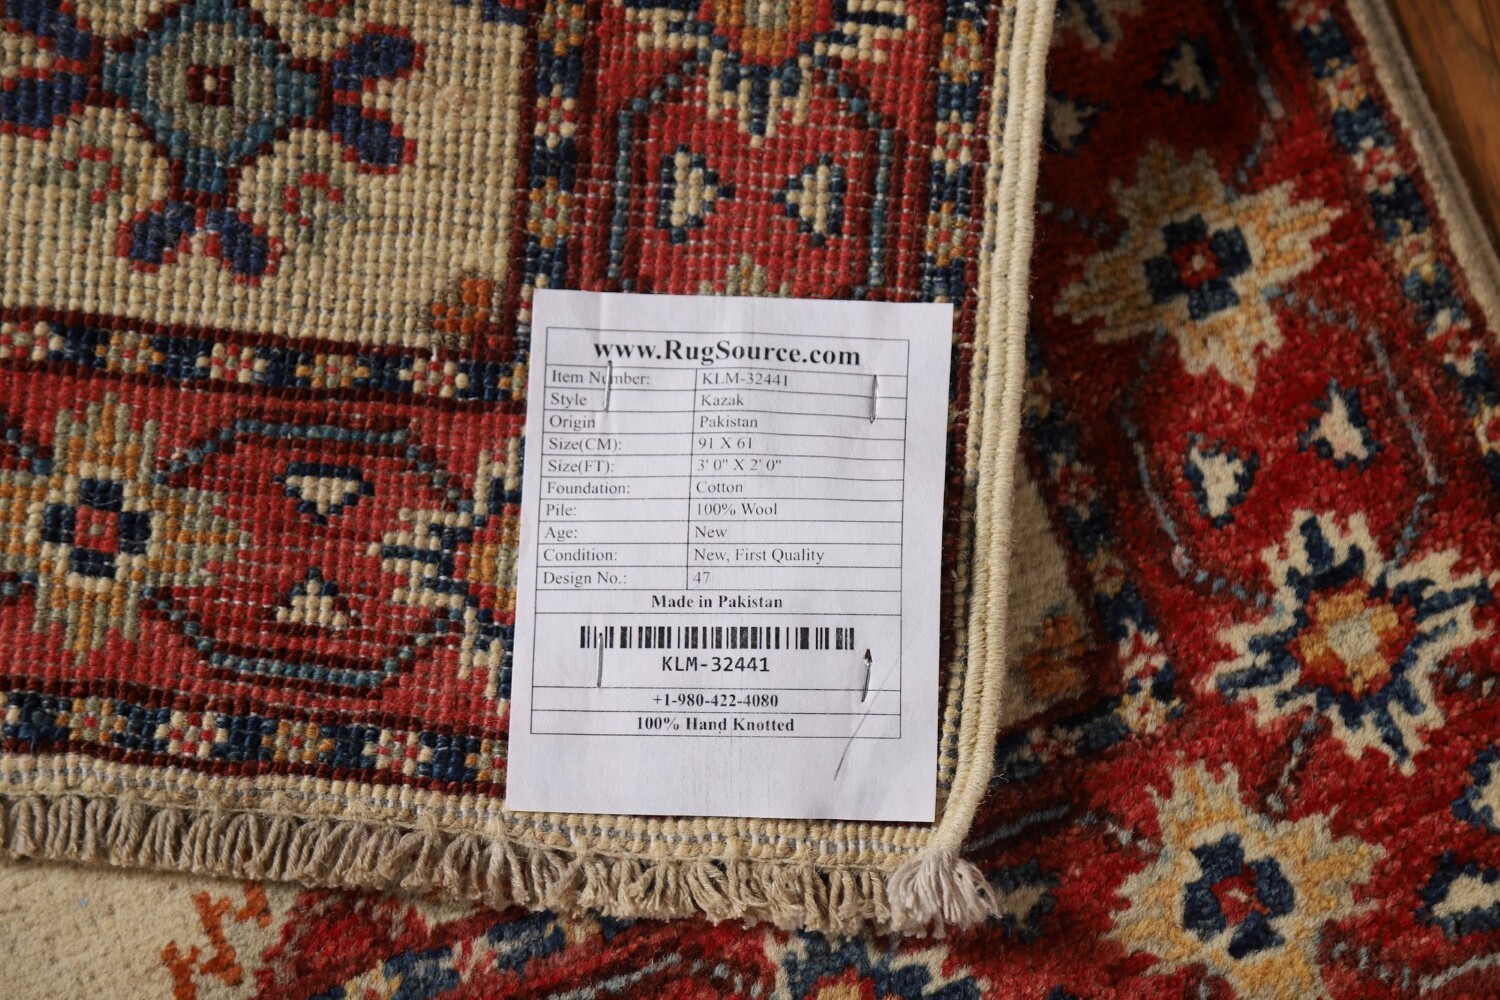 www.RugSource.com
Item Number: KLM-32441
Style Kazak
Origin Pakistan
Size(CM): 91 X 61
Size(FT): 3' 0" X 2' 0"
Foundation: Cotton
Pile: 100% Wool
Age: New
Condition: New, First Quality
Design No.: 47
Made in Pakistan
KLM-32441
+1-980-422-4080
100% Hand Knotted